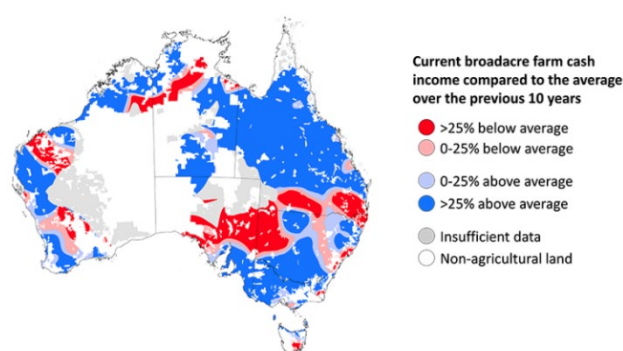 Current broadacre farm cash
income compared to the average
over the previous 10 years
>25% below average
0-25% below average
0-25% above average
>25% above average
Insufficient data
Non-agricultural land